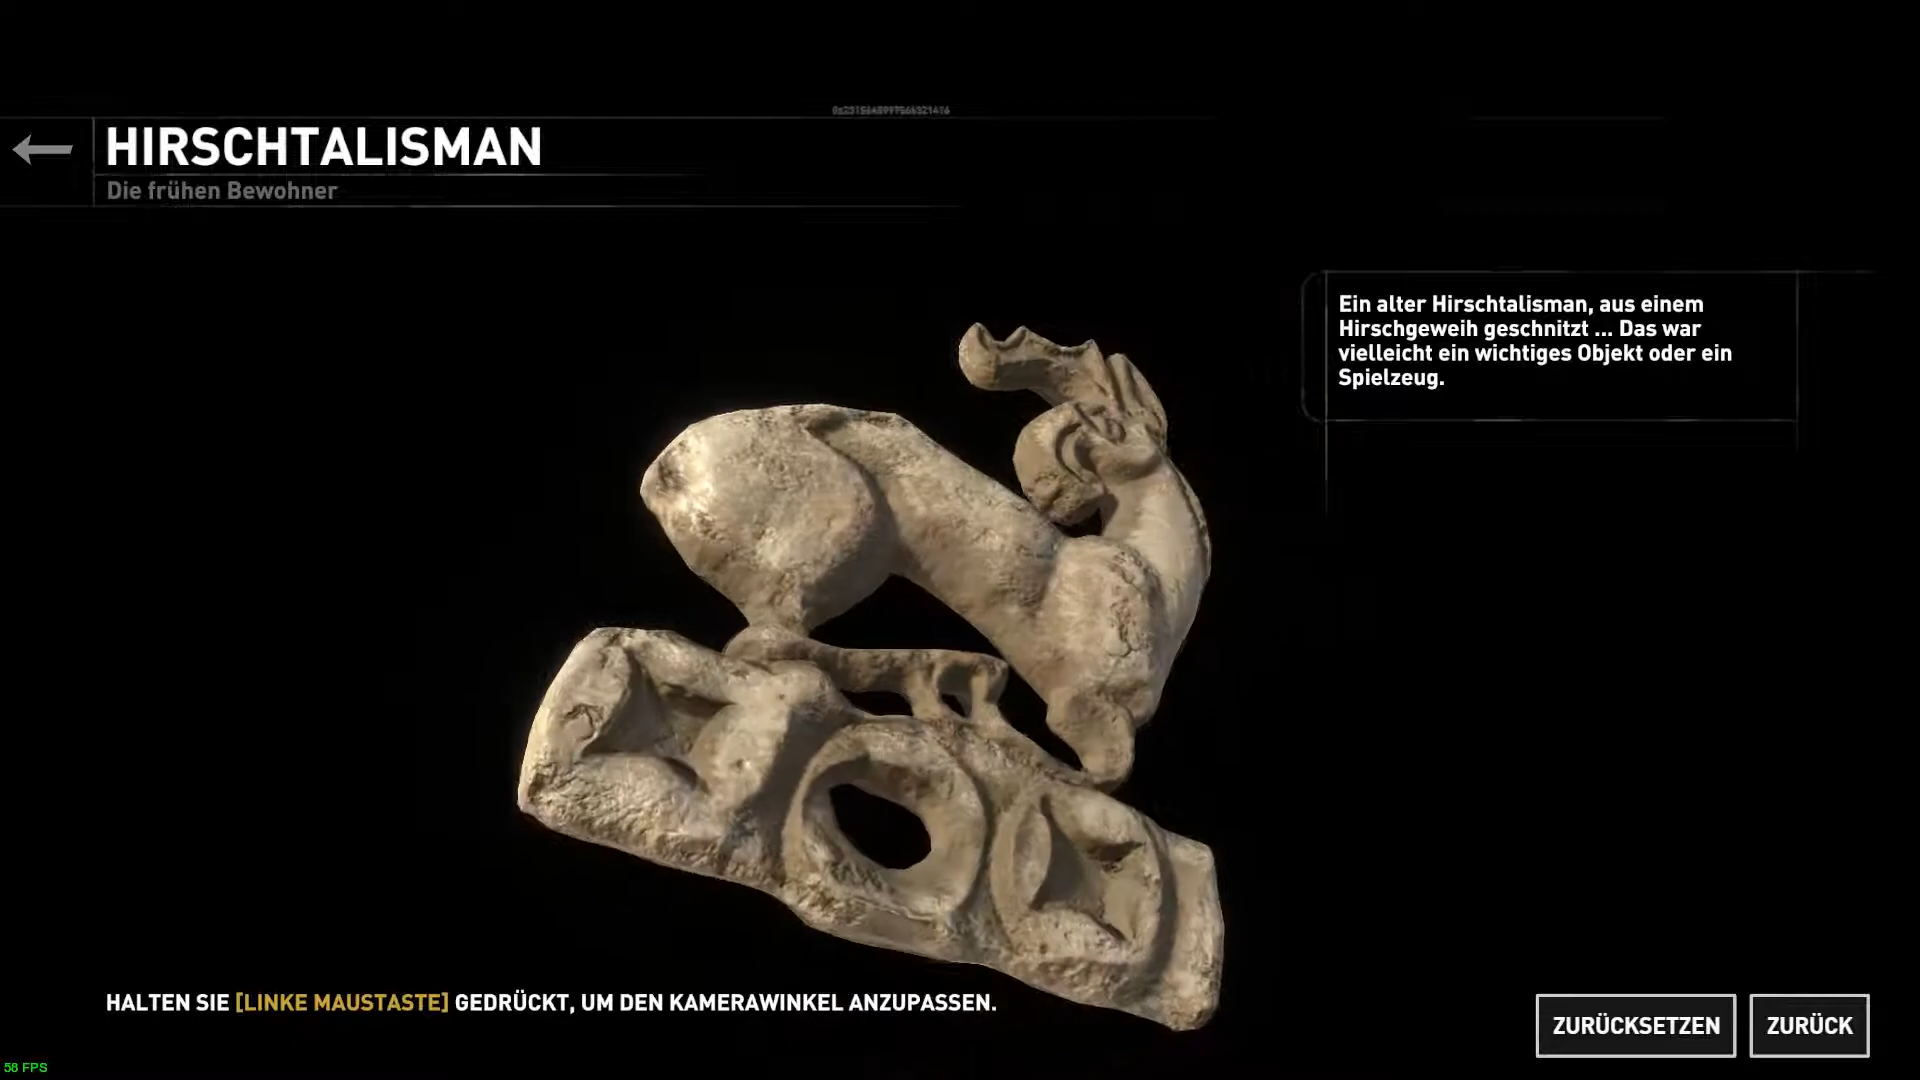 HIRSCHTALISMAN
Die frühen Bewohner
Ein alter Hirschtalisman, aus einem
Hirschgeweih geschnitzt ... Das war
vielleicht ein wichtiges Objekt oder ein
Spielzeug.
HALTEN SIE [LINKE MAUSTASTE] GEDRÜCKT, UM DEN KAMERAWINKEL ANZUPASSEN.
ZURÜCKSETZEN
ZURÜCK
58 FPS